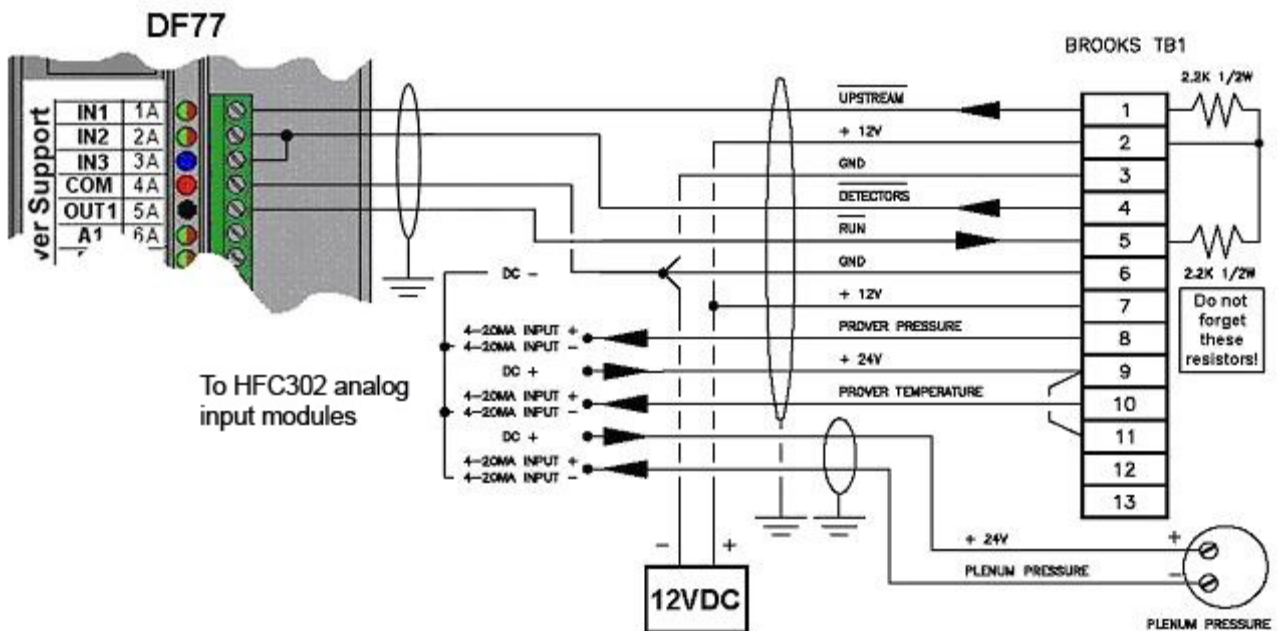 DF77
BROOKS TB1
2.2K 1/2W
ver Support
IN1 1A
IN2 2A
IN3 3A
COM 4A
OUT1 5A
A1 6A
UPSTREAM
+ 12V
GND
DETECTORS
RUN
GND
+ 12V
PROVER PRESSURE
+ 24V
PROVER TEMPERATURE
1
2
3
4
5
6
7
8
9
10
11
12
13
2.2K 1/2W
Do not
forget
these
resistors!
DC -
4-20MA INPUT +
4-20MA INPUT -
DC +
4-20MA INPUT +
4-20MA INPUT -
DC +
4-20MA INPUT +
4-20MA INPUT -
To HFC302 analog
input modules
- +
12VDC
+ 24V
PLENUM PRESSURE
+
-
PLENUM PRESSURE